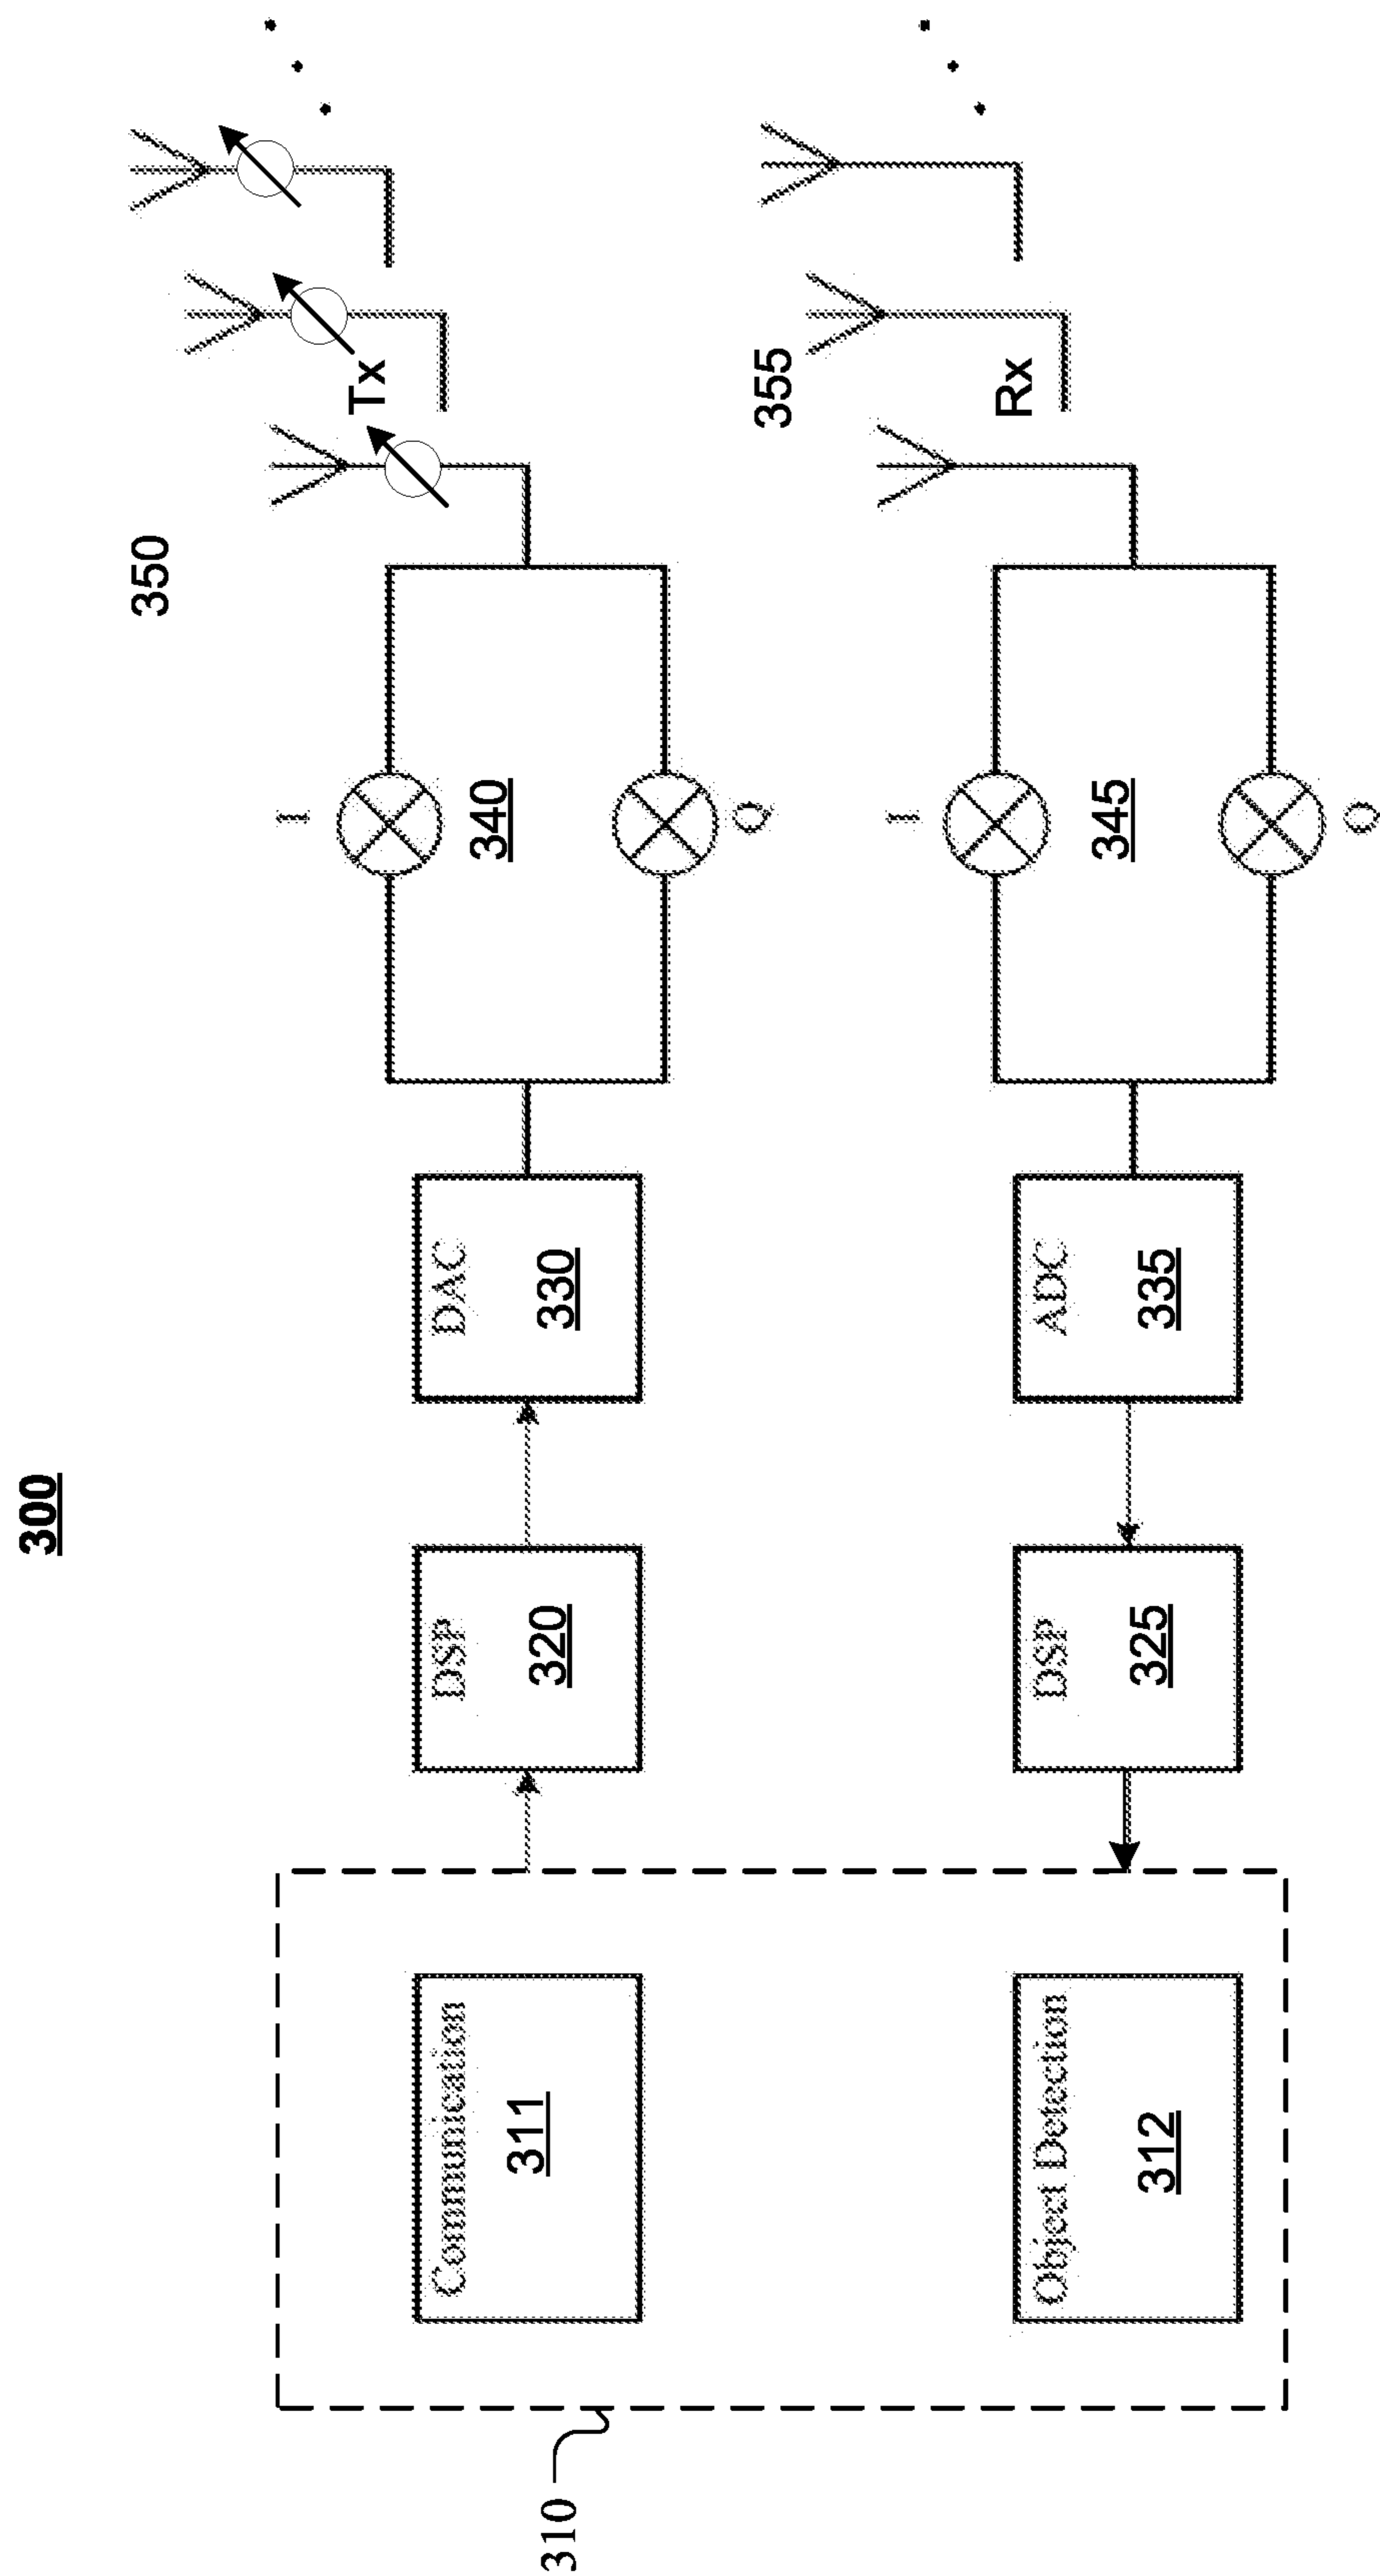 300
310
Communication
311
Object Detection
312
DSP
320
DSP
325
DAC
330
ADC
335
I
340
Q
I
345
Q
350
Tx
355
Rx